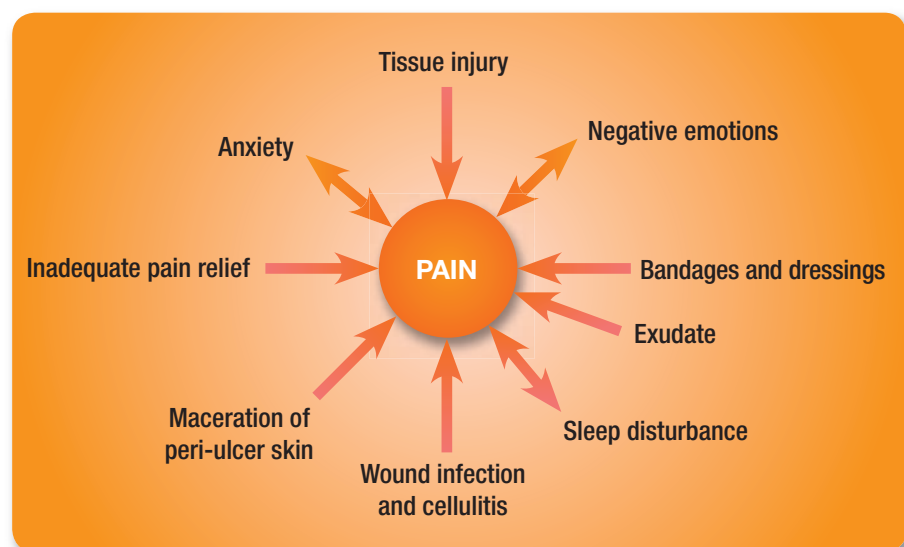 Tissue injury
Negative emotions
Anxiety
Inadequate pain relief
PAIN
Bandages and dressings
Exudate
Maceration of
peri-ulcer skin
Sleep disturbance
Wound infection
and cellulitis